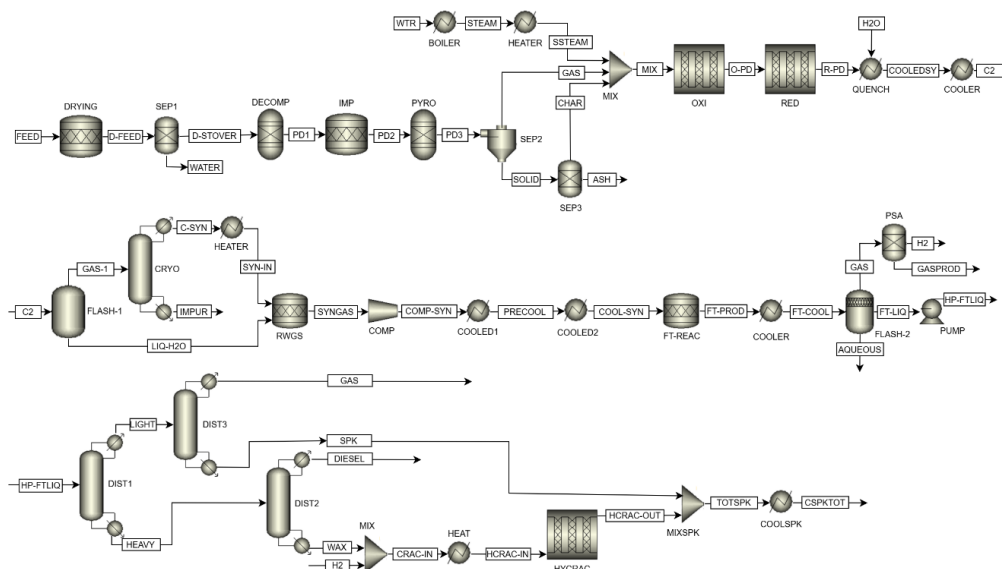 WTR
STEAM
BOILER
HEATER
SSTEAM
GAS
CHAR
MIX
MIX
OXI
O-PD
RED
R-PD
H2O
QUENCH
COOLEDSY
COOLER
C2
FEED
DRYING
D-FEED
SEP1
WATER
D-STOVER
DECOMP
PD1
IMP
PD2
PYRO
PD3
SEP2
SOLID
SEP3
ASH
C2
FLASH-1
GAS-1
LIQ-H2O
CRYO
C-SYN
IMPUR
HEATER
SYN-IN
RWGS
SYNGAS
COMP
COMP-SYN
COOLED1
PRECOOL
COOLED2
COOL-SYN
FT-REAC
FT-PROD
COOLER
FT-COOL
GAS
PSA
H2
GASPROD
FLASH-2
FT-LIQ
AQUEOUS
PUMP
HP-FTLIQ
HP-FTLIQ
DIST1
LIGHT
HEAVY
DIST3
GAS
SPK
DIST2
DIESEL
WAX
H2
MIX
CRAC-IN
HEAT
HCRAC-IN
HYCRAC
HCRAC-OUT
MIXSPK
TOTSPK
COOLSPK
CSPKTOT